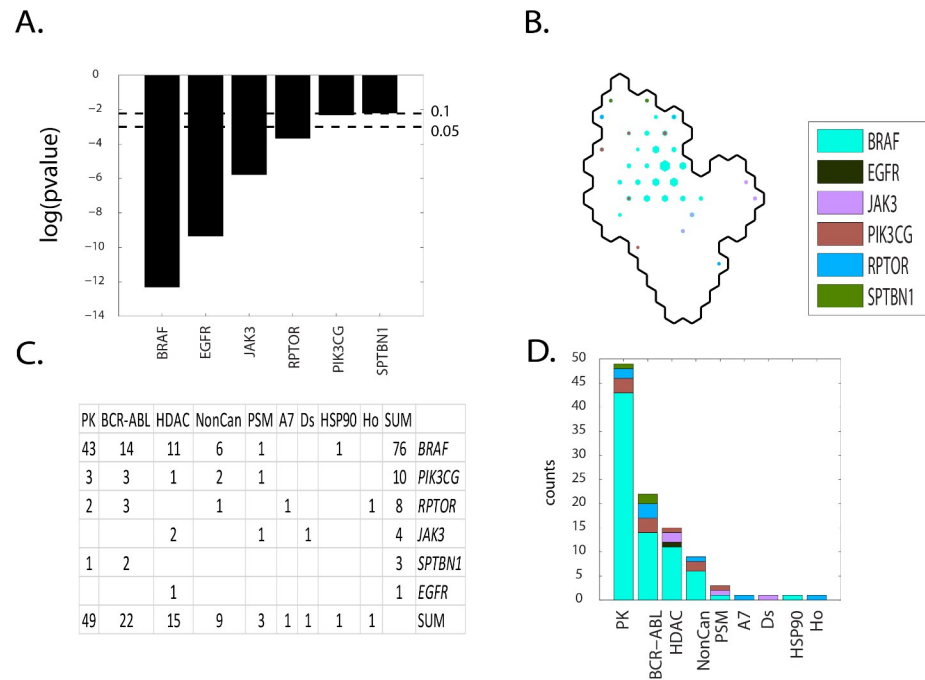 A.
B.
0
−2
−4
−6
−8
−10
−12
−14
log(pvalue)
0.1
0.05
BRAF
EGFR
JAK3
RPTOR
PIK3CG
SPTBN1
BRAF
EGFR
JAK3
PIK3CG
RPTOR
SPTBN1
C.
PK BCR-ABL HDAC NonCan PSM A7 Ds HSP90 Ho SUM
43 14 11 6 1 1 76 BRAF
3 3 1 2 1 10 PIK3CG
2 3 1 1 1 8 RPTOR
2 1 1 4 JAK3
1 2 3 SPTBN1
1 1 EGFR
49 22 15 9 3 1 1 1 1 SUM
D.
50
45
40
35
30
25
20
15
10
5
0
counts
PK
BCR-ABL
HDAC
NonCan
PSM
A7
Ds
HSP90
Ho